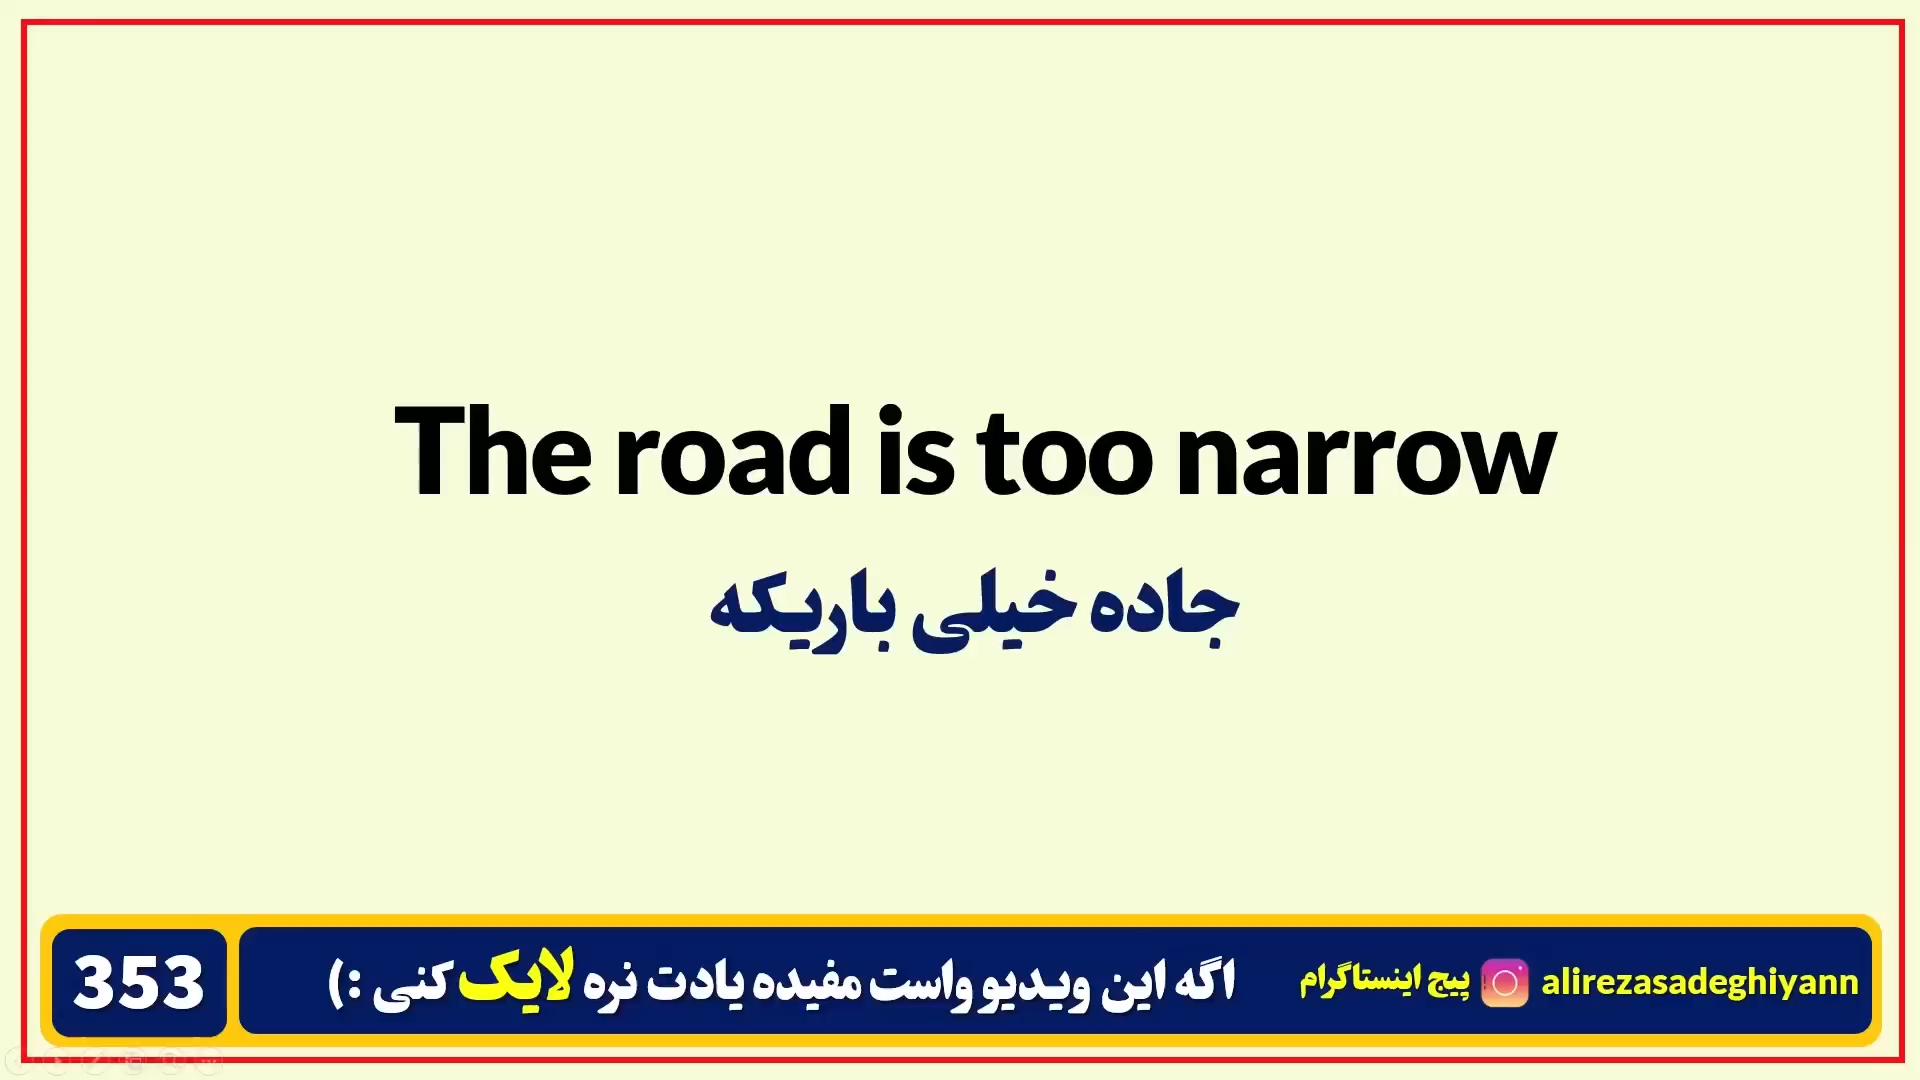 The road is too narrow
جاده خیلی باریکه
353
اگه این ویدیو واست مفیده یادت نره لایک کنی :)
پیج اینستاگرام alirezasadeghiyann